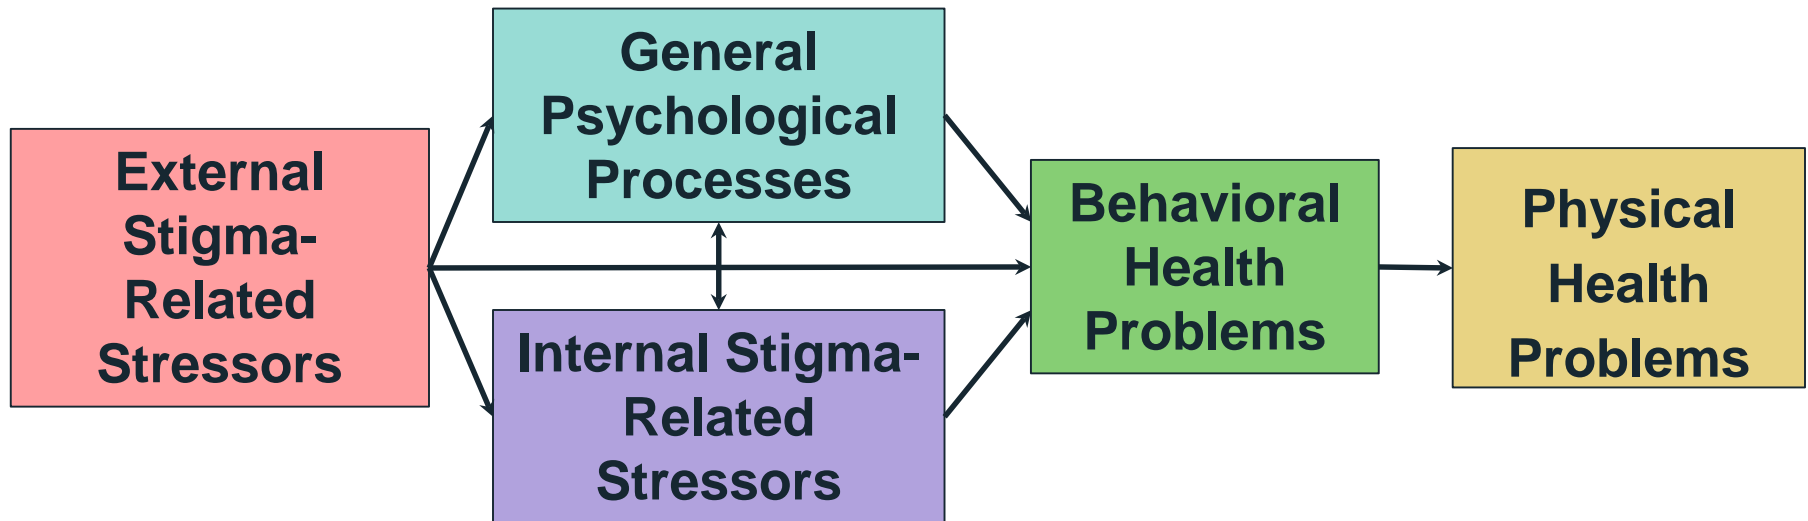 External
Stigma-
Related
Stressors
General
Psychological
Processes
Internal Stigma-
Related
Stressors
Behavioral
Health
Problems
Physical
Health
Problems